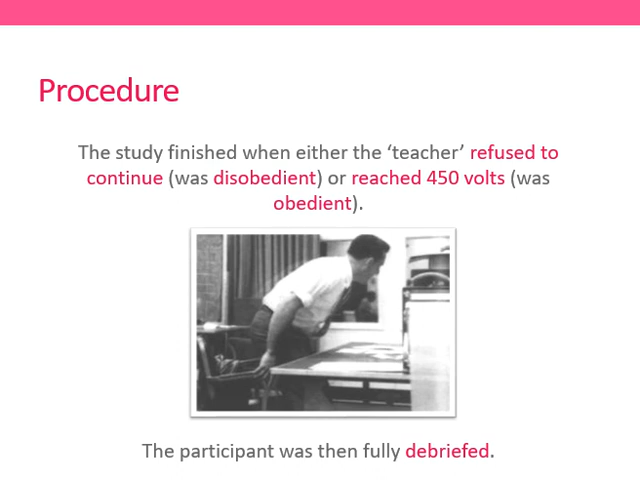 Procedure
The study finished when either the ‘teacher’ refused to
continue (was disobedient) or reached 450 volts (was
obedient).
The participant was then fully debriefed.